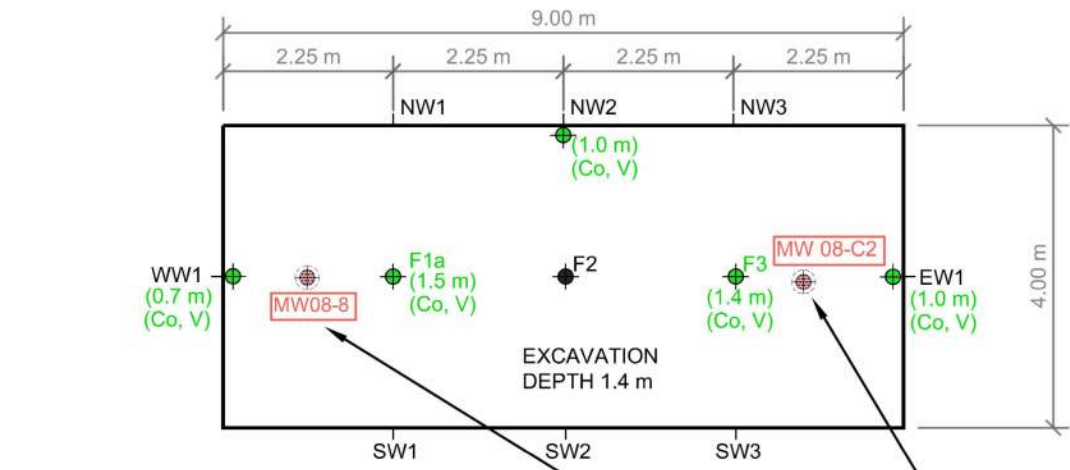 9.00 m
2.25 m 2.25 m 2.25 m 2.25 m
NW1 NW2 NW3
(1.0 m)
(Co, V)
MW 08-C2
WW1 F1a F2 F3 EW1
(0.7 m) (1.5 m) (1.4 m) (1.0 m)
(Co, V) (Co, V) (Co, V) (Co, V)
MW08-8
4.00 m
EXCAVATION
DEPTH 1.4 m
SW1 SW2 SW3